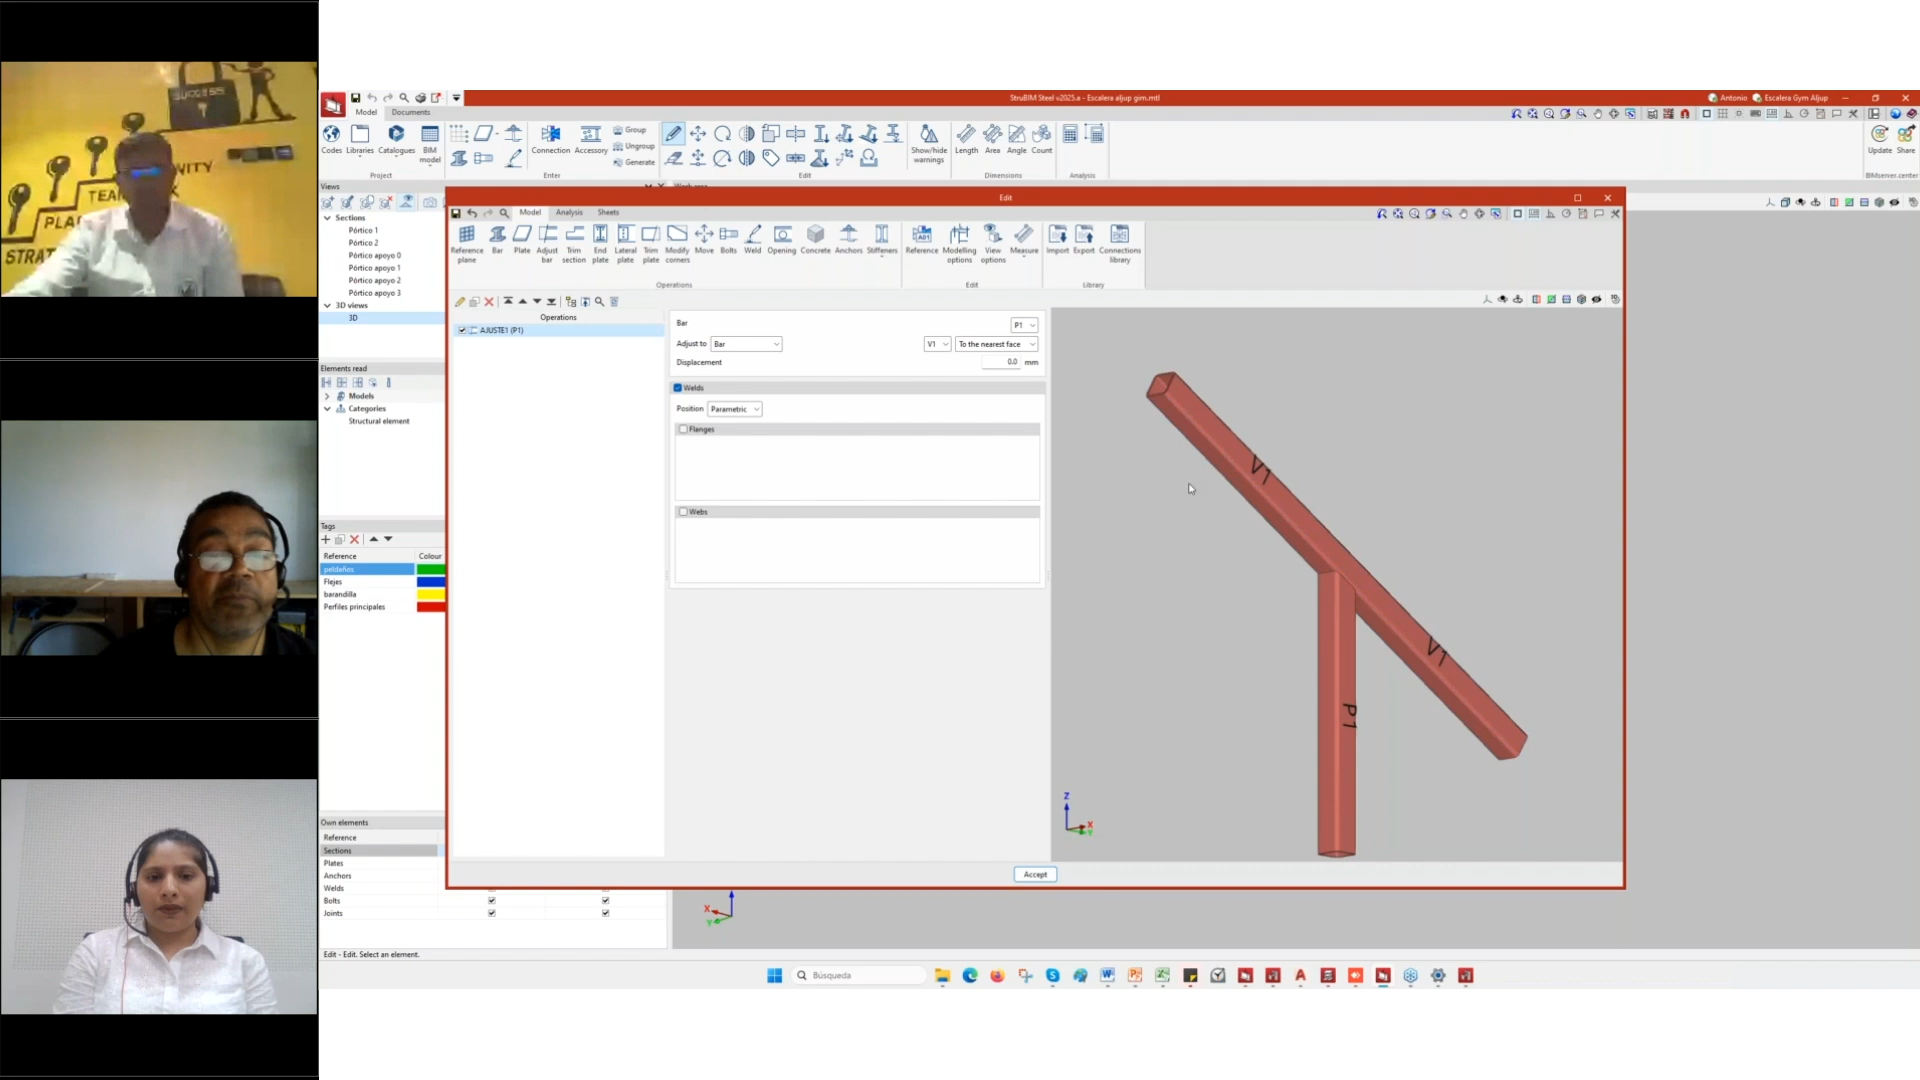 SUCCESS
TEAM
PLA
STRAT
VITY
K
StruBIM Steel v2025.a - Escalera aljup gim.mtl
Antonio
Escalera Gym Aljup
Model
Documents
Codes
Libraries
Catalogues
BIM model
Project
Connection
Accessory
Group
Ungroup
Generate
Enter
Edit
Show/hide warnings
Length
Area
Angle
Count
Dimensions
Analysis
Update
Share
BIMserver.center
Views
Work area
Sections
Pórtico 1
Pórtico 2
Pórtico apoyo 0
Pórtico apoyo 1
Pórtico apoyo 2
Pórtico apoyo 3
3D views
3D
Elements read
Models
Categories
Structural element
Tags
Reference
Colour
peldaños
Flejes
barandilla
Perfiles principales
Own elements
Reference
Sections
Plates
Anchors
Welds
Bolts
Joints
Edit - Edit. Select an element.
Edit
Model
Analysis
Sheets
Reference plane
Bar
Plate
Adjust bar
Trim section
End plate
Lateral plate
Trim plate
Modify corners
Move
Bolts
Weld
Opening
Concrete
Anchors
Stiffeners
Operations
Reference
Modelling options
View options
Measure
Edit
Import
Export
Connections library
Library
Operations
AJUSTE1 (P1)
Bar
P1
Adjust to
Bar
V1
To the nearest face
Displacement
0.0 mm
Welds
Position
Parametric
Flanges
Webs
V1
V1
P1
Z
X
Y
Accept
X
Y
Búsqueda